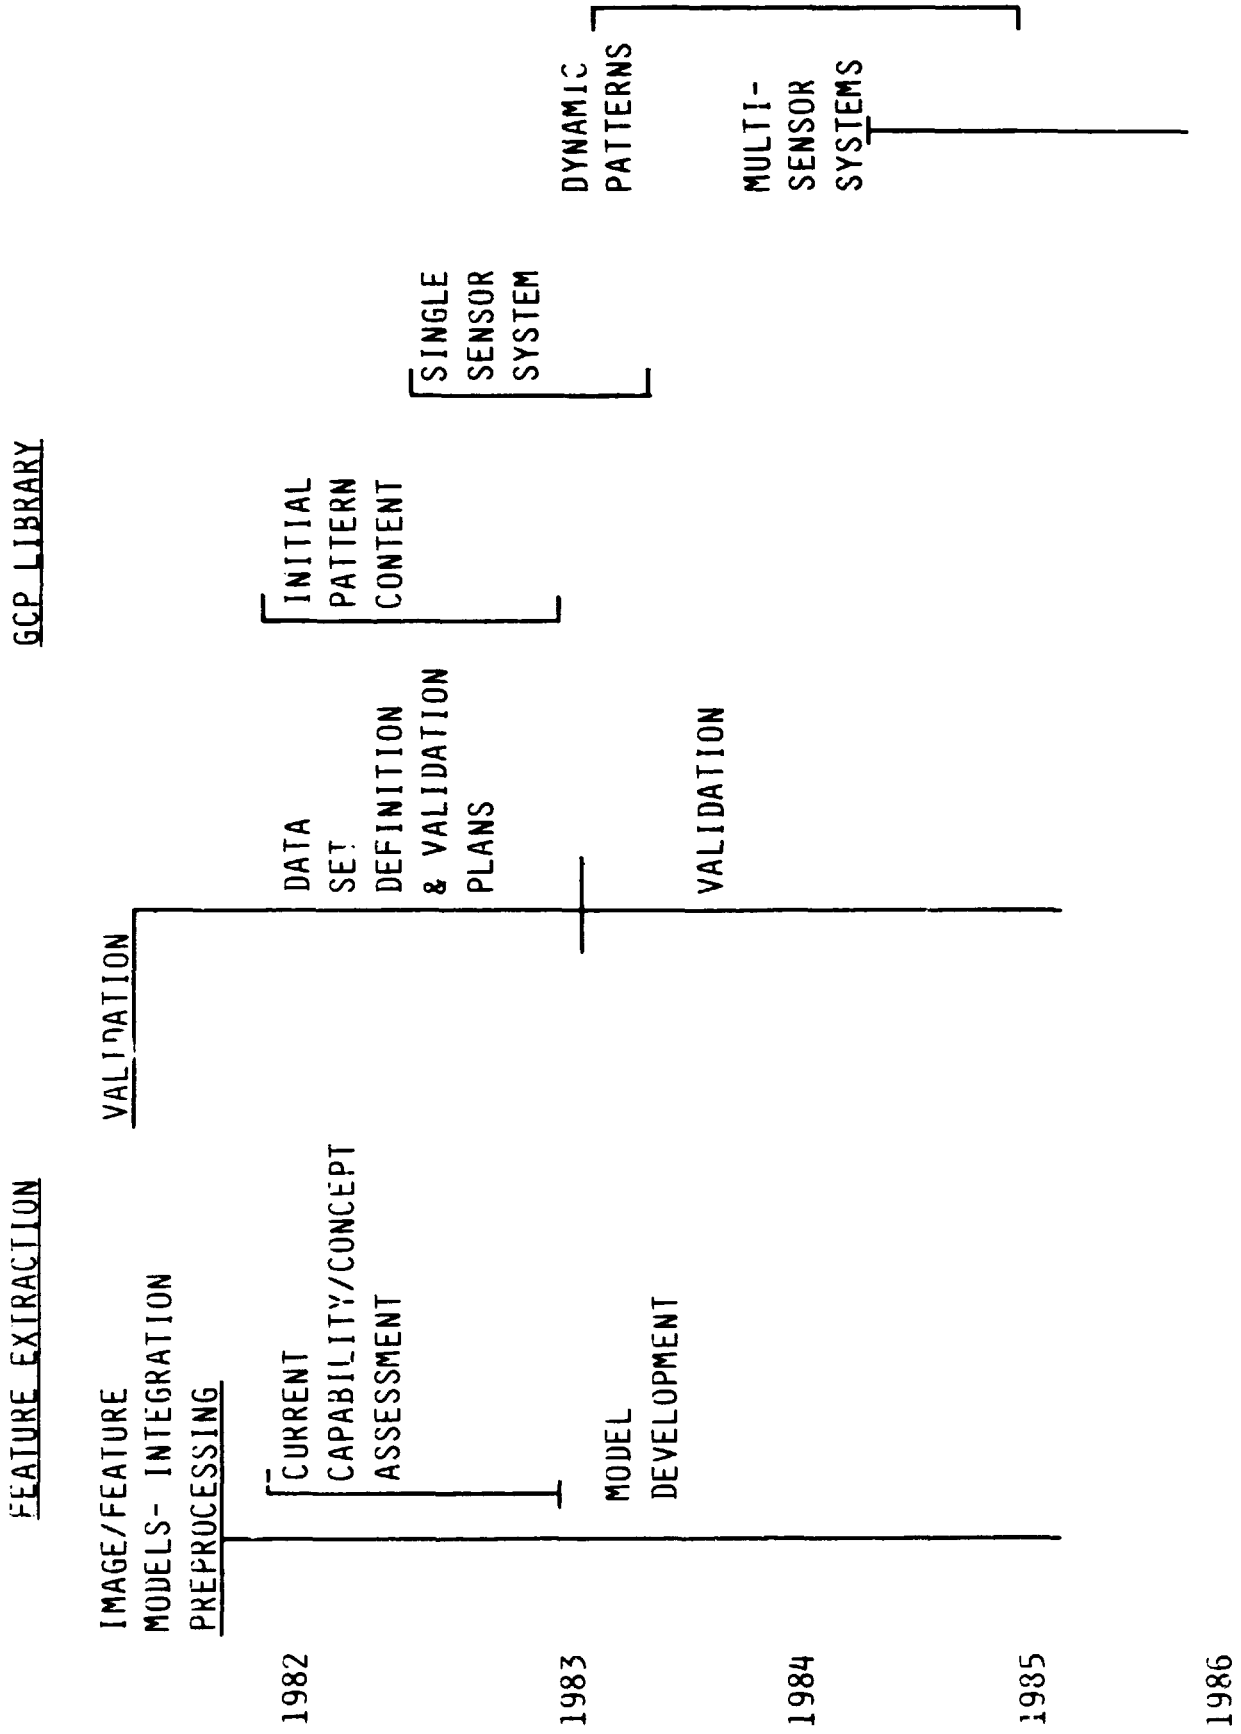 FEATURE EXTRACTION
IMAGE/FEATURE
MODELS- INTEGRATION
PREPROCESSING
CURRENT
CAPABILITY/CONCEPT
ASSESSMENT
MODEL
DEVELOPMENT
VALIDATION
DATA
SET
DEFINITION
& VALIDATION
PLANS
VALIDATION
GCP LIBRARY
INITIAL
PATTERN
CONTENT
SINGLE
SENSOR
SYSTEM
DYNAMIC
PATTERNS
MULTI-
SENSOR
SYSTEMS
1982
1983
1984
1985
1986